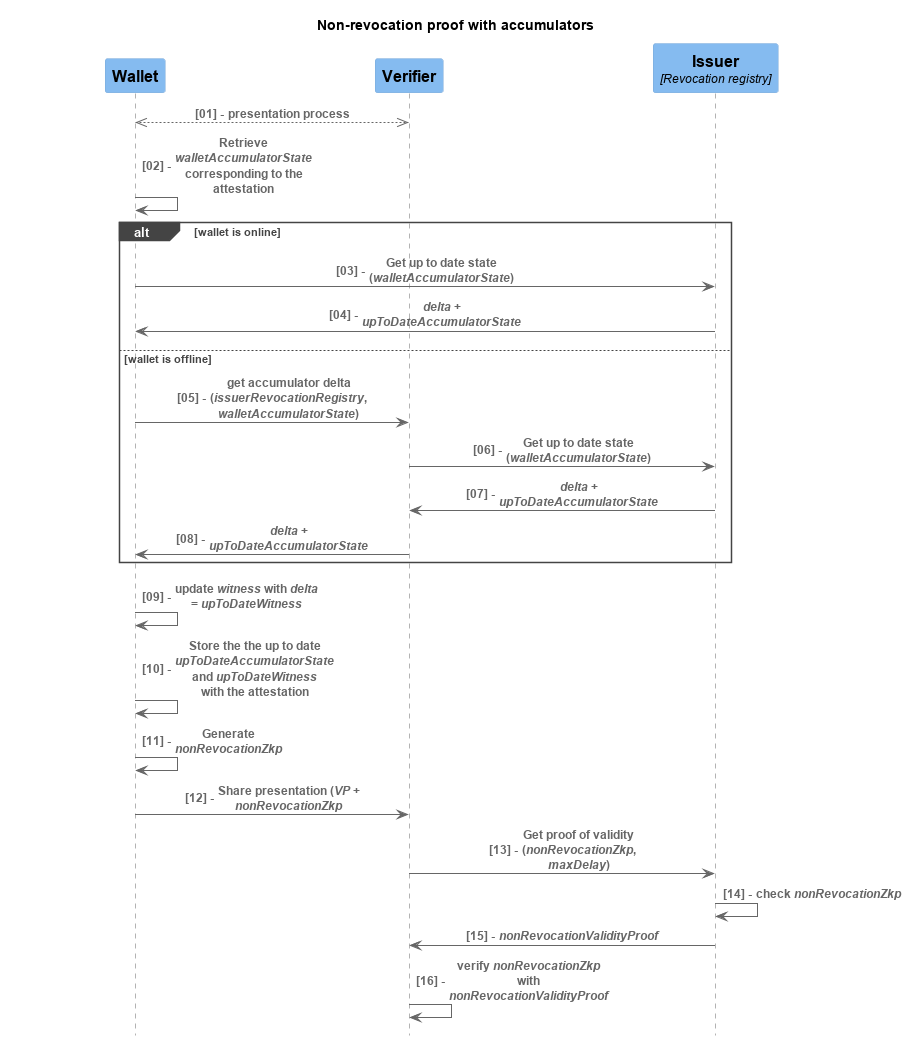 Non-revocation proof with accumulators
Wallet
Verifier
Issuer
[Revocation registry]
[01] - presentation process
Retrieve
[02] - walletAccumulatorState
corresponding to the
attestation
alt
[wallet is online]
Get up to date state
[03] - (walletAccumulatorState)
delta +
[04] - upToDateAccumulatorState
[wallet is offline]
get accumulator delta
[05] - (issuerRevocationRegistry,
walletAccumulatorState)
Get up to date state
[06] - (walletAccumulatorState)
delta +
[07] - upToDateAccumulatorState
delta +
[08] - upToDateAccumulatorState
[09] - update witness with delta
= upToDateWitness
Store the the up to date
upToDateAccumulatorState
[10] - and upToDateWitness
with the attestation
Generate
[11] - nonRevocationZkp
[12] - Share presentation (VP +
nonRevocationZkp
Get proof of validity
[13] - (nonRevocationZkp,
maxDelay)
[14] - check nonRevocationZkp
[15] - nonRevocationValidityProof
verify nonRevocationZkp
[16] - with
nonRevocationValidityProof